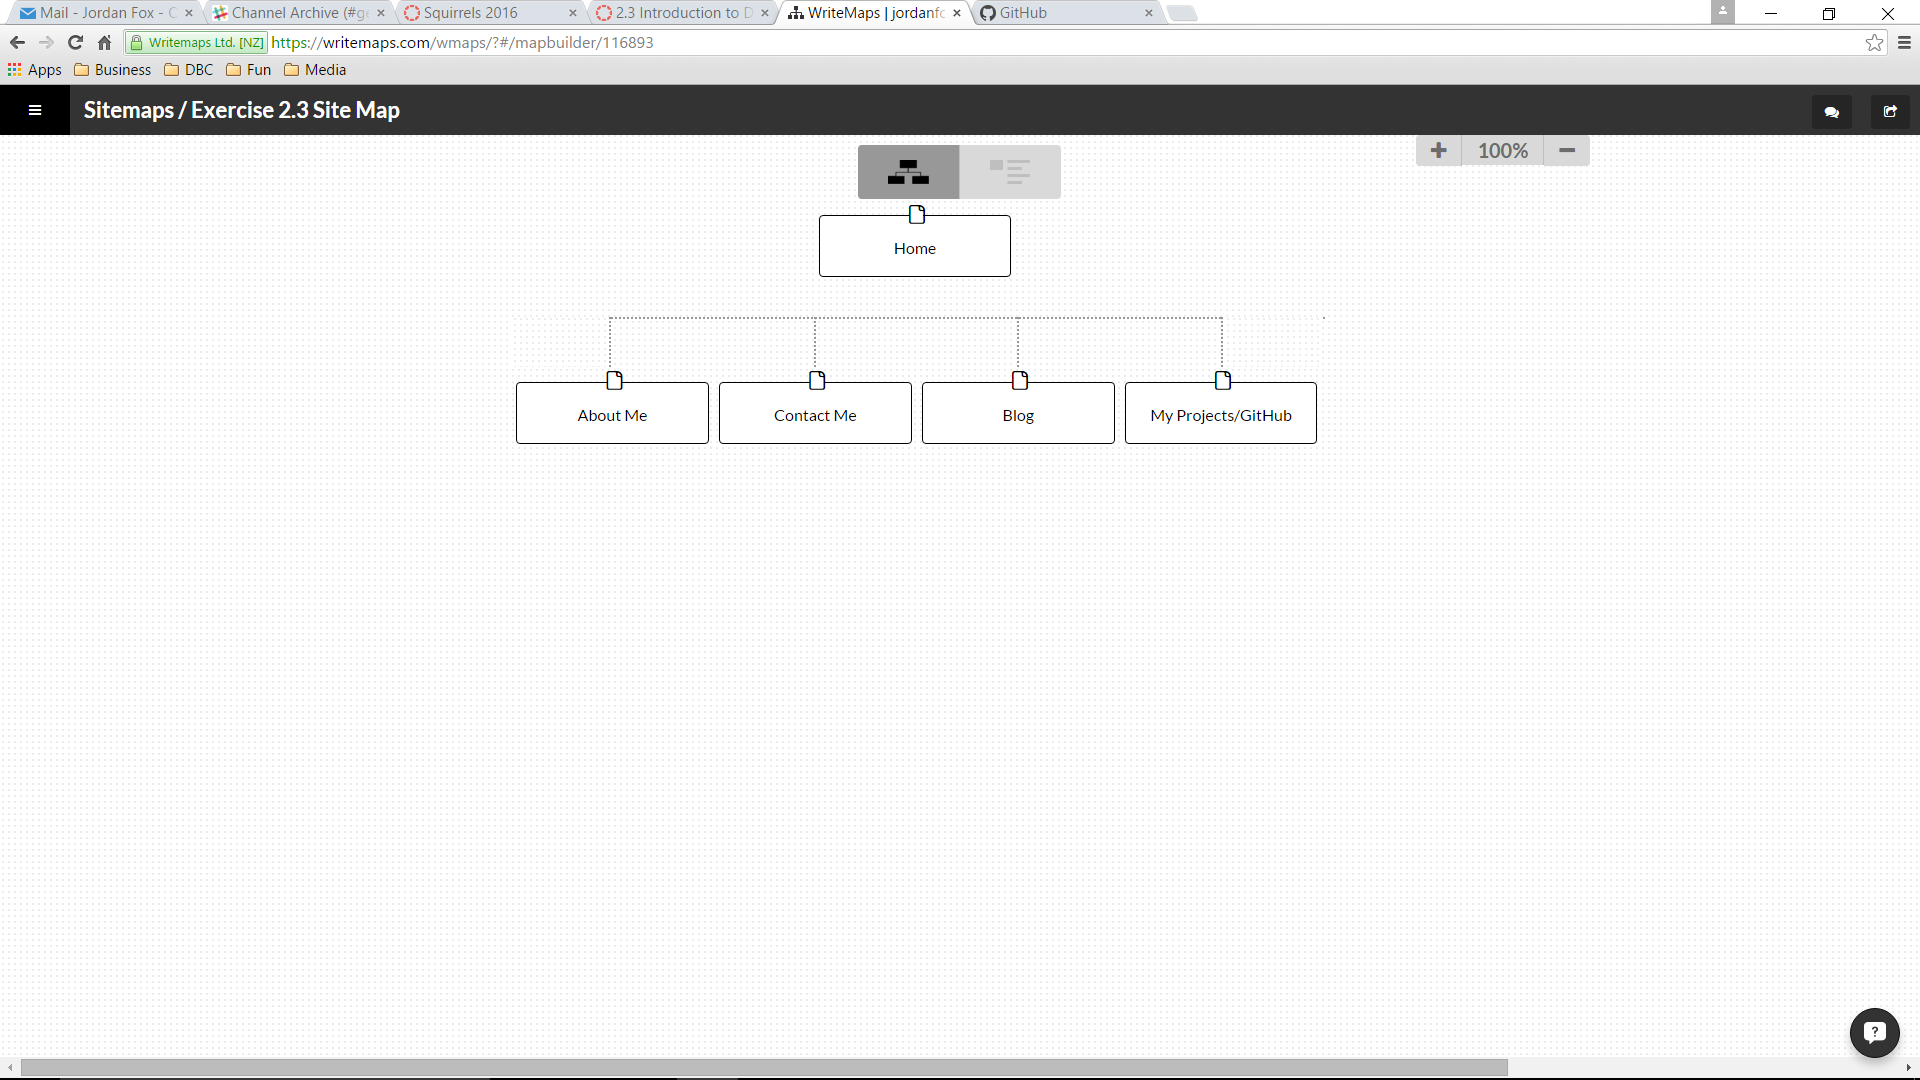 Mail - Jordan Fox - C
Channel Archive (#ge
Squirrels 2016
2.3 Introduction to D
WriteMaps | jordanfo
GitHub
Writemaps Ltd. [NZ] https://writemaps.com/wmaps/?#/mapbuilder/116893
Apps Business DBC Fun Media
Sitemaps / Exercise 2.3 Site Map
100%
Home
About Me
Contact Me
Blog
My Projects/GitHub